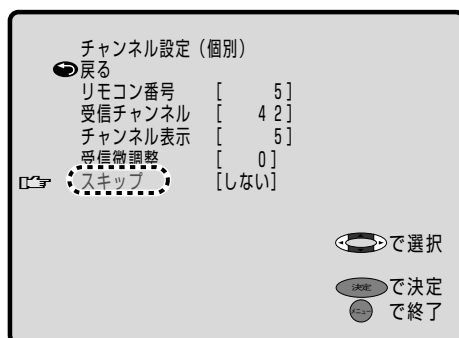 チャンネル設定（個別）
戻る
リモコン番号 [ 5]
受信チャンネル [ 42]
チャンネル表示 [ 5]
受信微調整 [ 0]
スキップ [しない]
で選択
決定 で決定
メニュー で終了